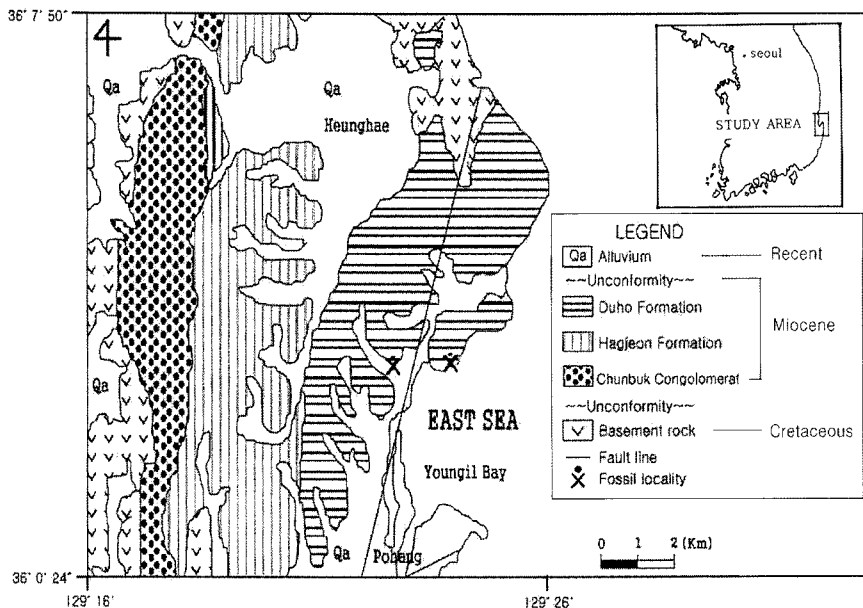 36° 7' 50"
4
Qa
Qa
Heunghae
Qa
EAST SEA
Youngil Bay
Qa
Pohang
36° 0' 24"
129° 16'
129° 26'
seoul
STUDY AREA
LEGEND
Qa Alluvium Recent
~~Unconformity~~
Duho Formation
Miocene
Hagjeon Formation
Chunbuk Congolomerat
~~Unconformity~~
Basement rock Cretaceous
Fault line
Fossil locality
0 1 2 (Km)